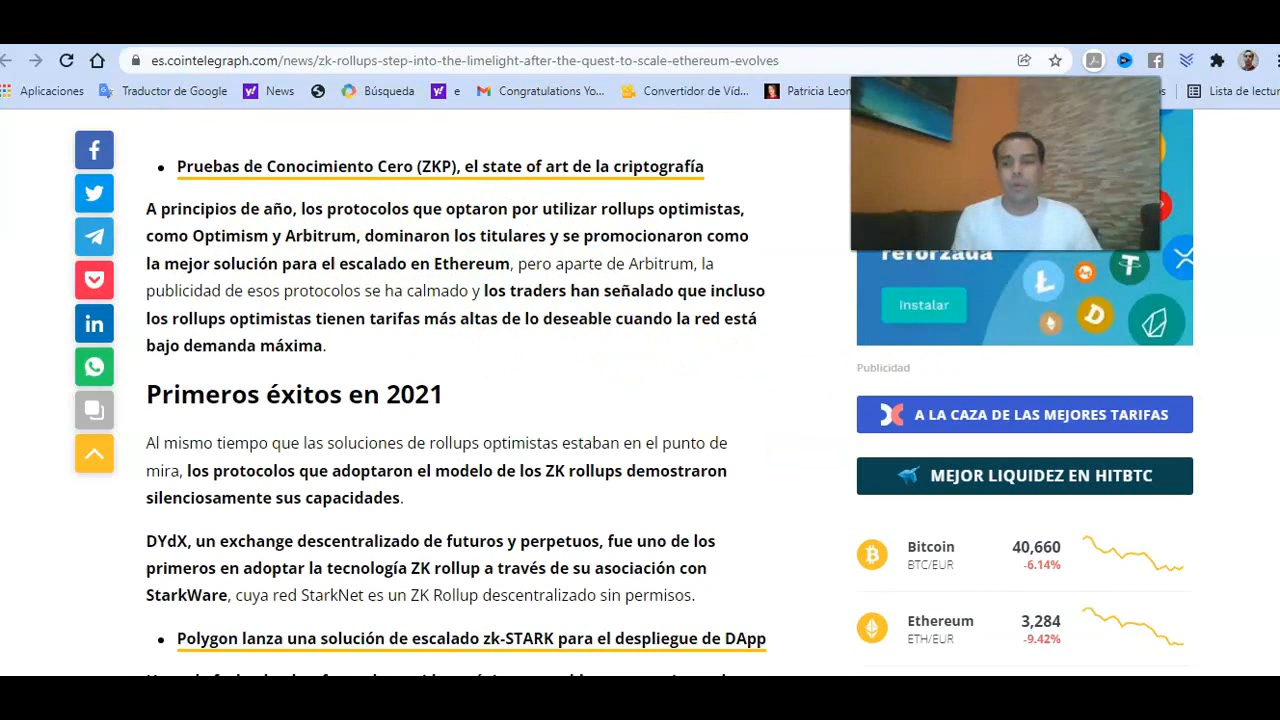 es.cointelegraph.com/news/zk-rollups-step-into-the-limelight-after-the-quest-to-scale-ethereum-evolves
Aplicaciones
Traductor de Google
News
Búsqueda
e
Congratulations Yo...
Convertidor de Víd...
Patricia Leon
Lista de lectur
Pruebas de Conocimiento Cero (ZKP), el state of art de la criptografía
A principios de año, los protocolos que optaron por utilizar rollups optimistas,
como Optimism y Arbitrum, dominaron los titulares y se promocionaron como
la mejor solución para el escalado en Ethereum, pero aparte de Arbitrum, la
publicidad de esos protocolos se ha calmado y los traders han señalado que incluso
los rollups optimistas tienen tarifas más altas de lo deseable cuando la red está
bajo demanda máxima.
Primeros éxitos en 2021
Al mismo tiempo que las soluciones de rollups optimistas estaban en el punto de
mira, los protocolos que adoptaron el modelo de los ZK rollups demostraron
silenciosamente sus capacidades.
DYdX, un exchange descentralizado de futuros y perpetuos, fue uno de los
primeros en adoptar la tecnología ZK rollup a través de su asociación con
StarkWare, cuya red StarkNet es un ZK Rollup descentralizado sin permisos.
Polygon lanza una solución de escalado zk-STARK para el despliegue de DApp
reforzada
Instalar
Publicidad
A LA CAZA DE LAS MEJORES TARIFAS
MEJOR LIQUIDEZ EN HITBTC
Bitcoin 40,660
BTC/EUR -6.14%
Ethereum 3,284
ETH/EUR -9.42%